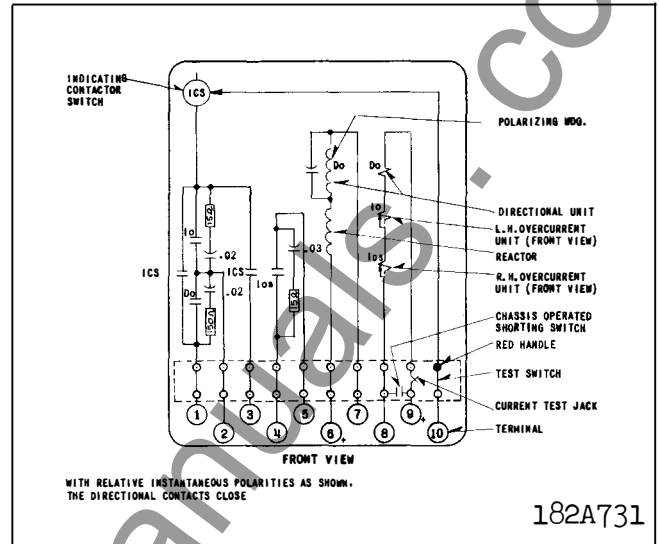 INDICATING
CONTACTOR
SWITCH
ICS
POLARIZING WDG.
Do
Do
DIRECTIONAL UNIT
L.H. OVERCURRENT
UNIT (FRONT VIEW)
REACTOR
R.H. OVERCURRENT
UNIT (FRONT VIEW)
Io
Io
Ios
15Ω
.02
.03
ICS
ICS
Ios
Do
.02
15Ω
150Ω
CHASSIS OPERATED
SHORTING SWITCH
RED HANDLE
TEST SWITCH
CURRENT TEST JACK
TERMINAL
1
2
3
4
5
6
+
7
8
9
+
10
FRONT VIEW
WITH RELATIVE INSTANTANEOUS POLARITIES AS SHOWN,
THE DIRECTIONAL CONTACTS CLOSE
182A731